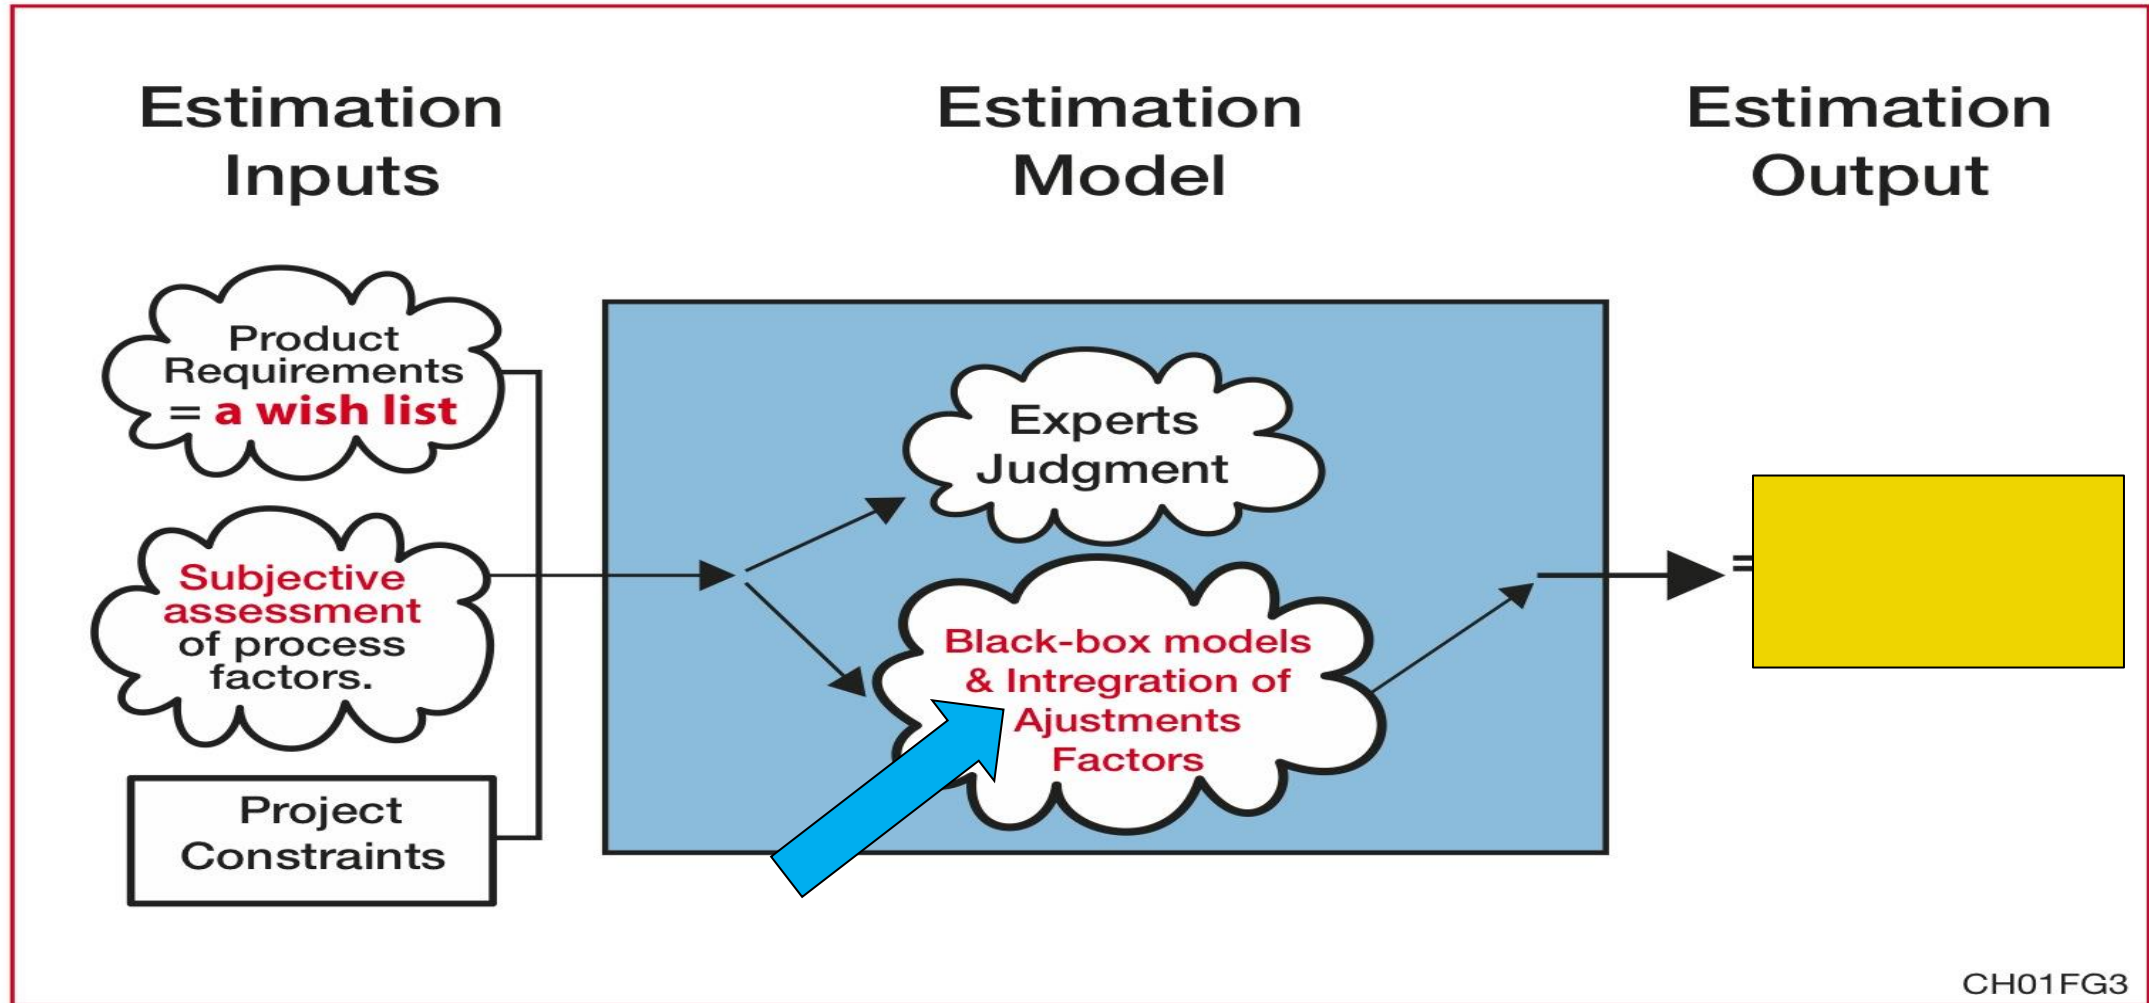 Estimation
Inputs
Estimation
Model
Estimation
Output
Product
Requirements
= a wish list
Subjective
assessment
of process
factors.
Project
Constraints
Experts
Judgment
Black-box models
& Intregration of
Ajustments
Factors
=
CH01FG3